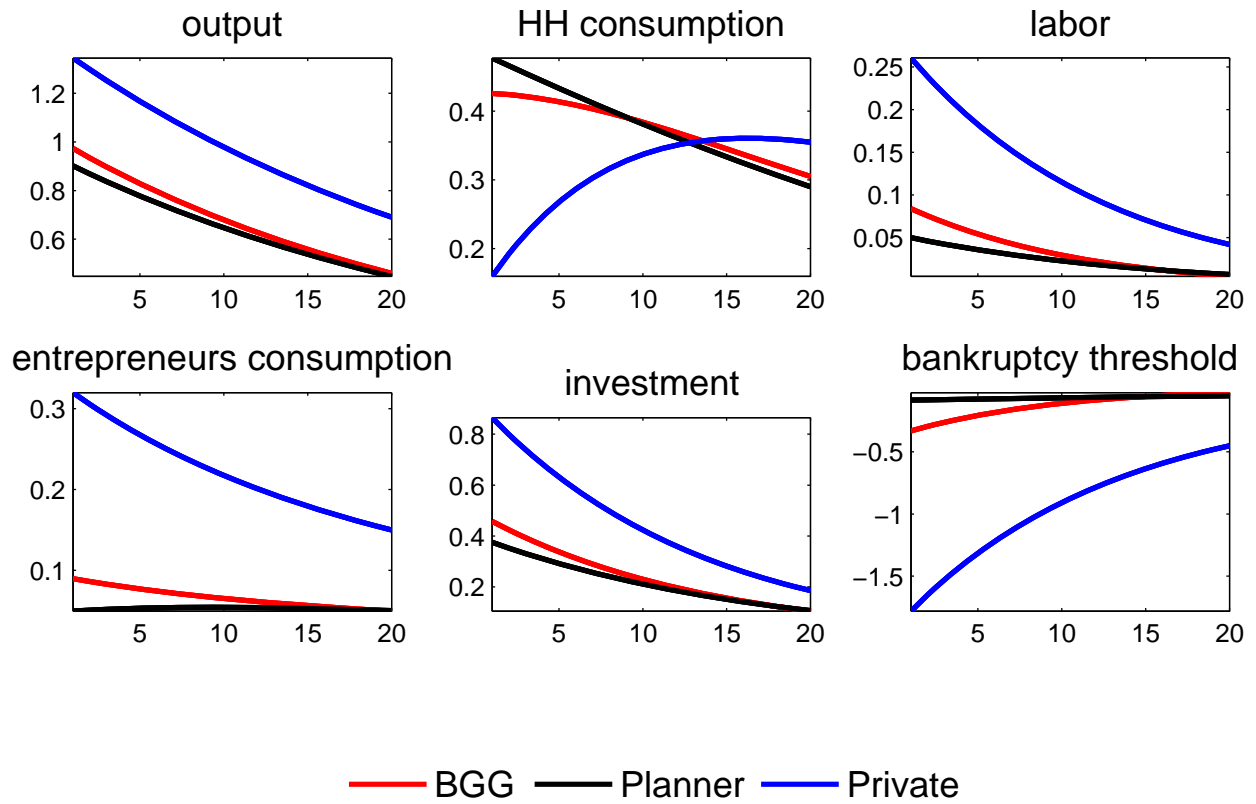 output
HH consumption
labor
1.2
1
0.8
0.6
5 10 15 20
0.4
0.3
0.2
5 10 15 20
0.25
0.2
0.15
0.1
0.05
5 10 15 20
entrepreneurs consumption
investment
bankruptcy threshold
0.3
0.2
0.1
5 10 15 20
0.8
0.6
0.4
0.2
5 10 15 20
−0.5
−1
−1.5
5 10 15 20
BGG Planner Private